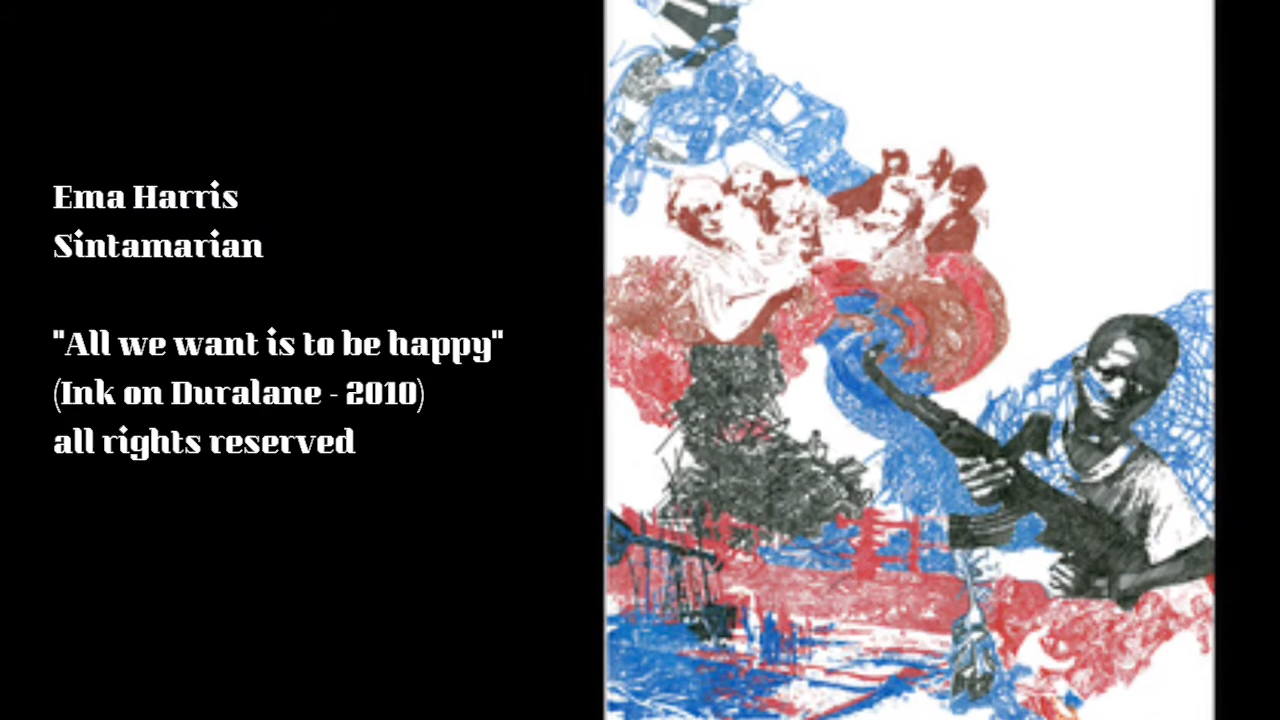 Ema Harris
Sintamarian
"All we want is to be happy"
(Ink on Duralane - 2010)
all rights reserved